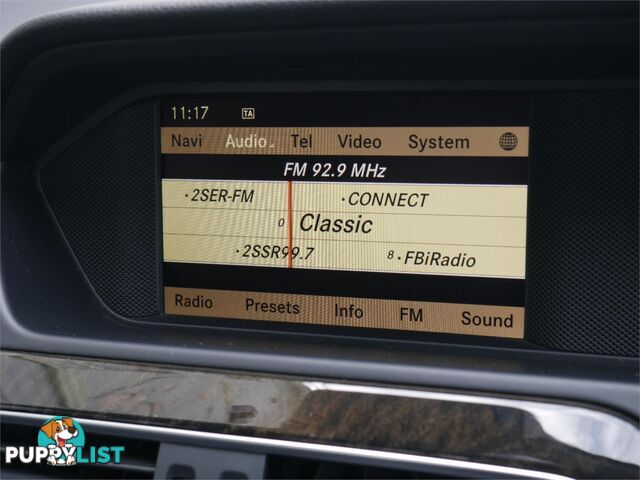 11:17 TA
Navi Audio Tel Video System
FM 92.9 MHz
·2SER-FM ·CONNECT
0 Classic
·2SSR99.7 8·FBiRadio
Radio Presets Info FM Sound
PUPPYLIST